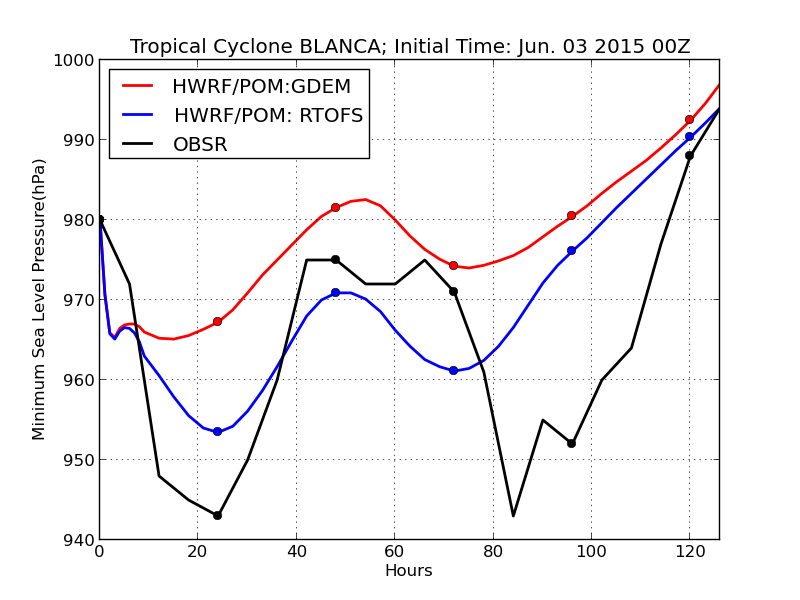 Tropical Cyclone BLANCA; Initial Time: Jun. 03 2015 00Z
HWRF/POM:GDEM
HWRF/POM: RTOFS
OBSR
Minimum Sea Level Pressure(hPa)
1000
990
980
970
960
950
940
0 20 40 60 80 100 120
Hours